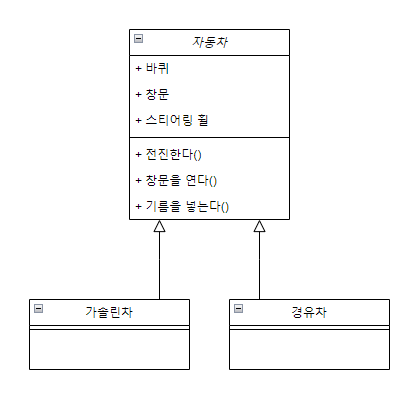 자동차
+ 바퀴
+ 창문
+ 스티어링 휠
+ 전진한다()
+ 창문을 연다()
+ 기름을 넣는다()
가솔린차
경유차